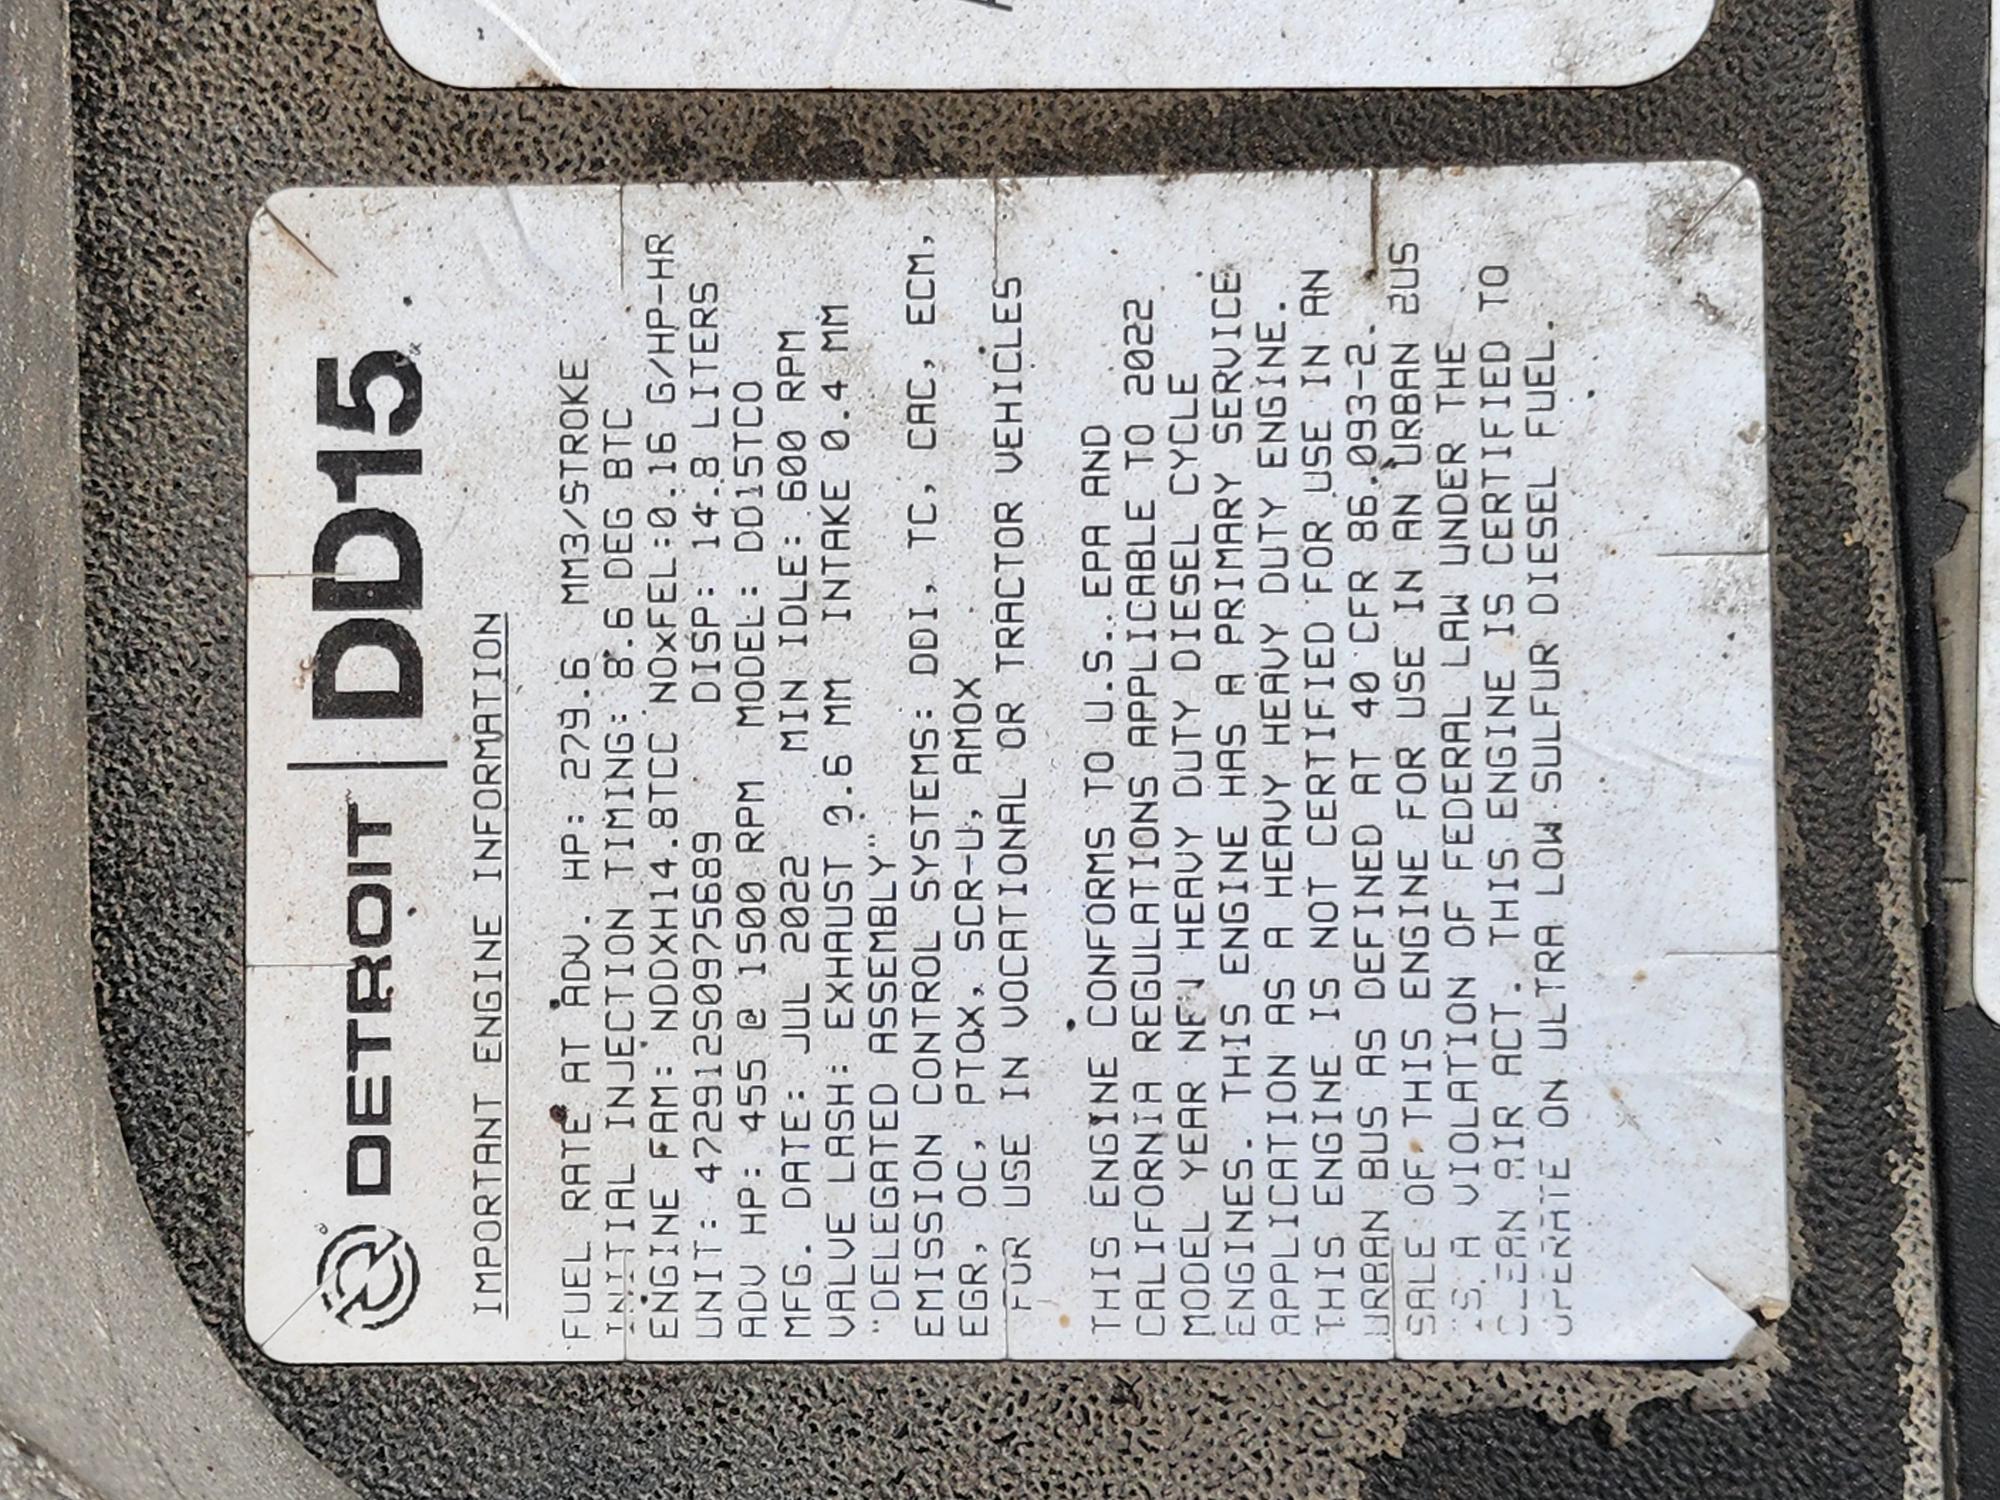 DETROIT DD15
IMPORTANT ENGINE INFORMATION
FUEL RATE AT ADV. HP: 279.6 MM3/STROKE
INITIAL INJECTION TIMING: 8.6 DEG BTC
ENGINE FAM: NDDXH14.8TCC NOxFEL:0.16 G/HP-HR
UNIT: 472912S0975689 DISP: 14.8 LITERS
ADV HP: 455 @ 1500 RPM MODEL: DD15TCO
MFG. DATE: JUL 2022 MIN IDLE: 600 RPM
VALVE LASH: EXHAUST 0.6 MM INTAKE 0.4 MM
"DELEGATED ASSEMBLY"
EMISSION CONTROL SYSTEMS: DDI, TC, CAC, ECM,
EGR, OC, PTOX, SCR-U, AMOX
FOR USE IN VOCATIONAL OR TRACTOR VEHICLES
THIS ENGINE CONFORMS TO U.S. EPA AND
CALIFORNIA REGULATIONS APPLICABLE TO 2022
MODEL YEAR NEW HEAVY DUTY DIESEL CYCLE
ENGINES. THIS ENGINE HAS A PRIMARY SERVICE
APPLICATION AS A HEAVY HEAVY DUTY ENGINE.
THIS ENGINE IS NOT CERTIFIED FOR USE IN AN
URBAN BUS AS DEFINED AT 40 CFR 86.093-2.
SALE OF THIS ENGINE FOR USE IN AN URBAN BUS
IS A VIOLATION OF FEDERAL LAW UNDER THE
CLEAN AIR ACT. THIS ENGINE IS CERTIFIED TO
OPERATE ON ULTRA LOW SULFUR DIESEL FUEL.